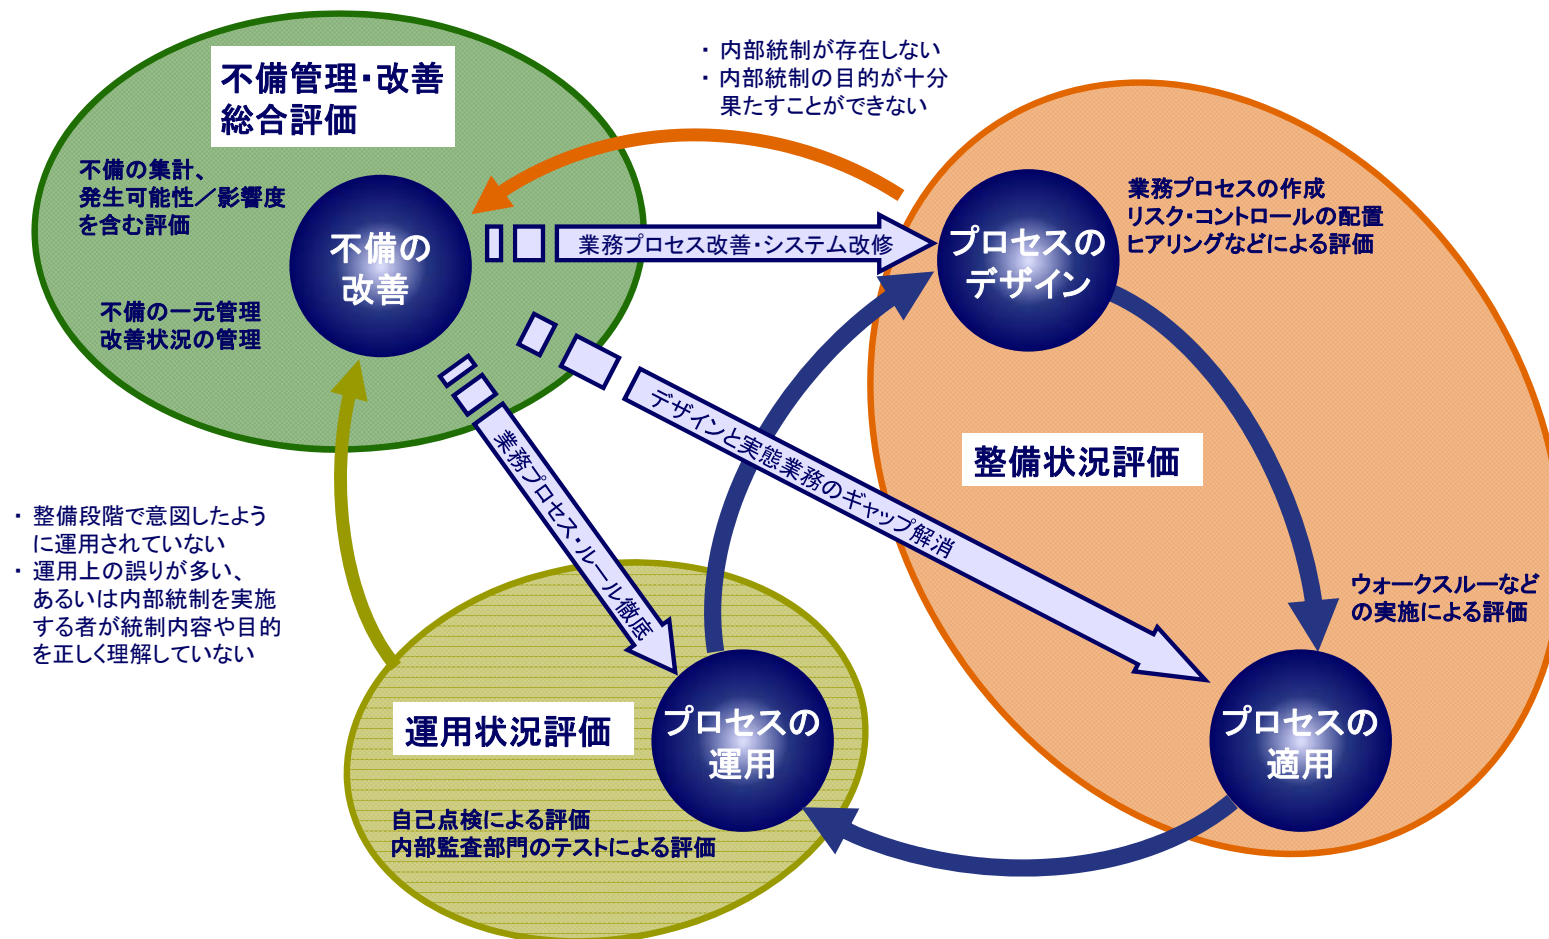 不備管理・改善
総合評価
不備の集計、
発生可能性／影響度
を含む評価
不備の
改善
不備の一元管理
改善状況の管理
・ 内部統制が存在しない
・ 内部統制の目的が十分
果たすことができない
業務プロセス改善・システム改修
プロセスの
デザイン
業務プロセスの作成
リスク・コントロールの配置
ヒアリングなどによる評価
デザインと実態業務のギャップ解消
業務プロセス・ルール徹底
整備状況評価
・ 整備段階で意図したよう
に運用されていない
・ 運用上の誤りが多い、
あるいは内部統制を実施
する者が統制内容や目的
を正しく理解していない
ウォークスルーなど
の実施による評価
運用状況評価
プロセスの
運用
プロセスの
適用
自己点検による評価
内部監査部門のテストによる評価